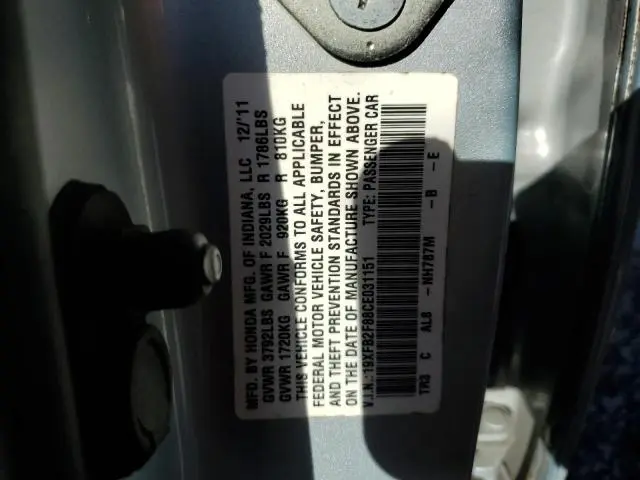 MFD. BY HONDA MFG. OF INDIANA, LLC 12/'11
GVWR 3792LBS GAWR F 2029LBS R 1786LBS
GVWR 1720KG GAWR F 920KG R 810KG
THIS VEHICLE CONFORMS TO ALL APPLICABLE
FEDERAL MOTOR VEHICLE SAFETY, BUMPER,
AND THEFT PREVENTION STANDARDS IN EFFECT
ON THE DATE OF MANUFACTURE SHOWN ABOVE.
V.I.N.:19XFB2F88CE031151 TYPE: PASSENGER CAR
TR3 C AL8 -NH767M -B -E